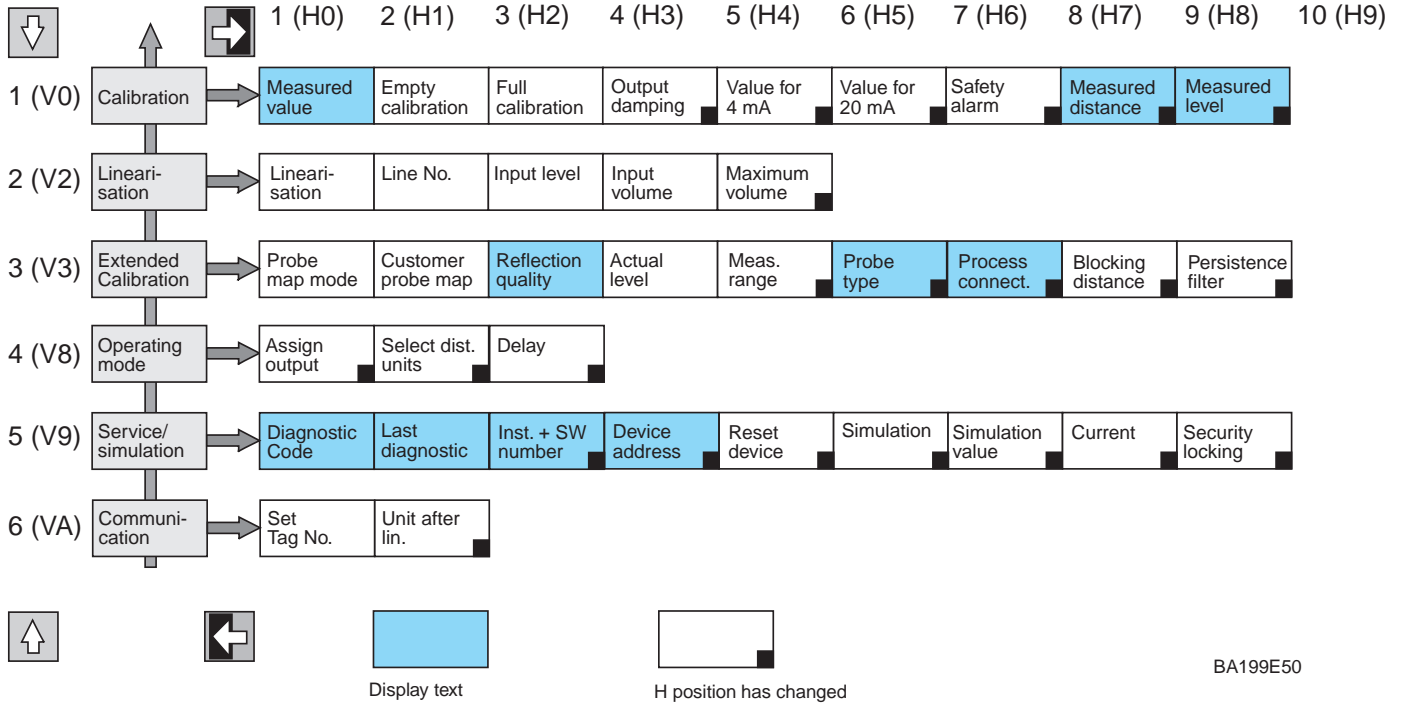 1 (H0) 2 (H1) 3 (H2) 4 (H3) 5 (H4) 6 (H5) 7 (H6) 8 (H7) 9 (H8) 10 (H9)
1 (V0)
Calibration
Measured
value
Empty
calibration
Full
calibration
Output
damping
Value for
4 mA
Value for
20 mA
Safety
alarm
Measured
distance
Measured
level
2 (V2)
Lineari-
sation
Lineari-
sation
Line No.
Input level
Input
volume
Maximum
volume
3 (V3)
Extended
Calibration
Probe
map mode
Customer
probe map
Reflection
quality
Actual
level
Meas.
range
Probe
type
Process
connect.
Blocking
distance
Persistence
filter
4 (V8)
Operating
mode
Assign
output
Select dist.
units
Delay
5 (V9)
Service/
simulation
Diagnostic
Code
Last
diagnostic
Inst. + SW
number
Device
address
Reset
device
Simulation
Simulation
value
Current
Security
locking
6 (VA)
Communi-
cation
Set
Tag No.
Unit after
lin.
Display text
H position has changed
BA199E50